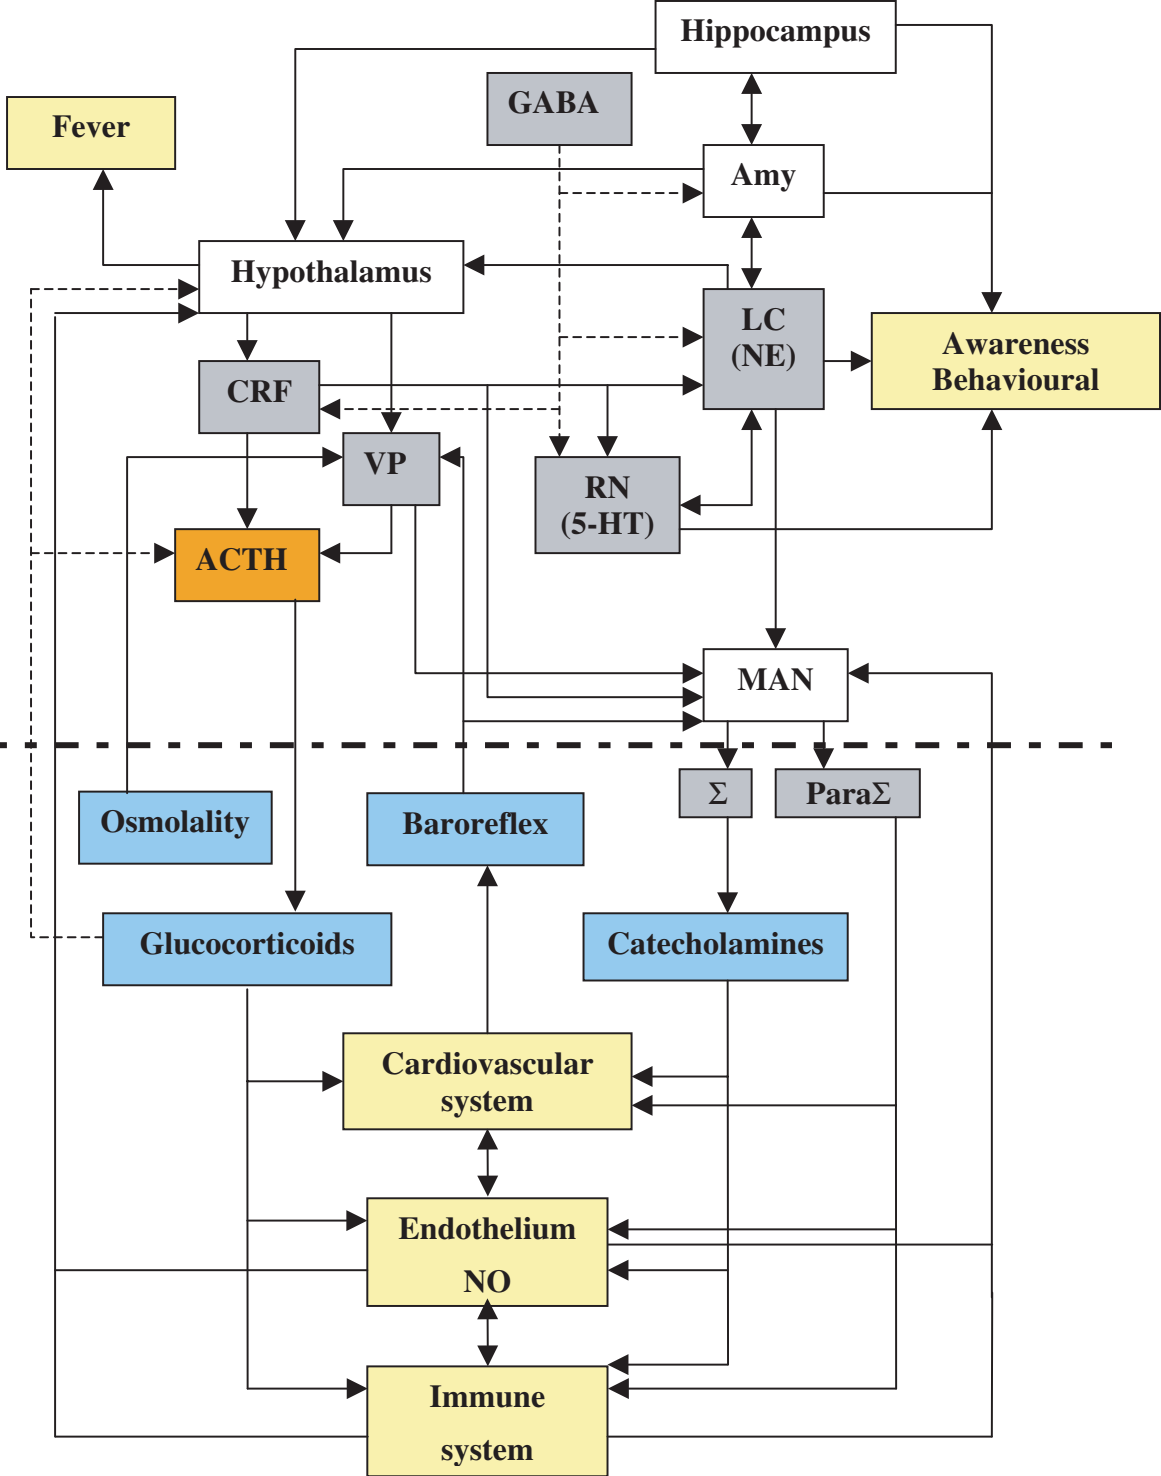 Hippocampus
GABA
Fever
Amy
Hypothalamus
LC
(NE)
Awareness
Behavioural
CRF
VP
RN
(5-HT)
ACTH
MAN
Σ
ParaΣ
Osmolality
Baroreflex
Glucocorticoids
Catecholamines
Cardiovascular
system
Endothelium
NO
Immune
system